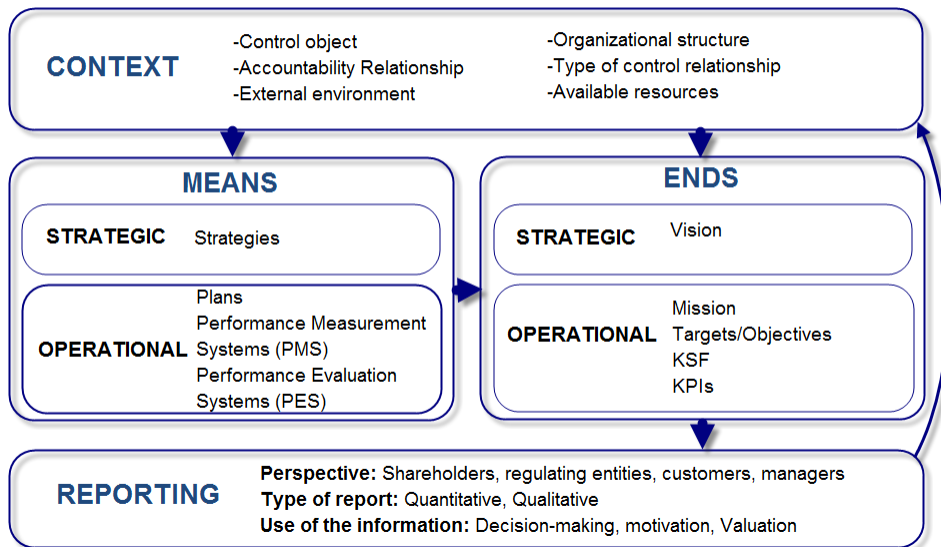 CONTEXT
-Control object
-Accountability Relationship
-External environment
-Organizational structure
-Type of control relationship
-Available resources
MEANS
STRATEGIC
Strategies
OPERATIONAL
Plans
Performance Measurement
Systems (PMS)
Performance Evaluation
Systems (PES)
ENDS
STRATEGIC
Vision
OPERATIONAL
Mission
Targets/Objectives
KSF
KPIs
REPORTING
Perspective: Shareholders, regulating entities, customers, managers
Type of report: Quantitative, Qualitative
Use of the information: Decision-making, motivation, Valuation